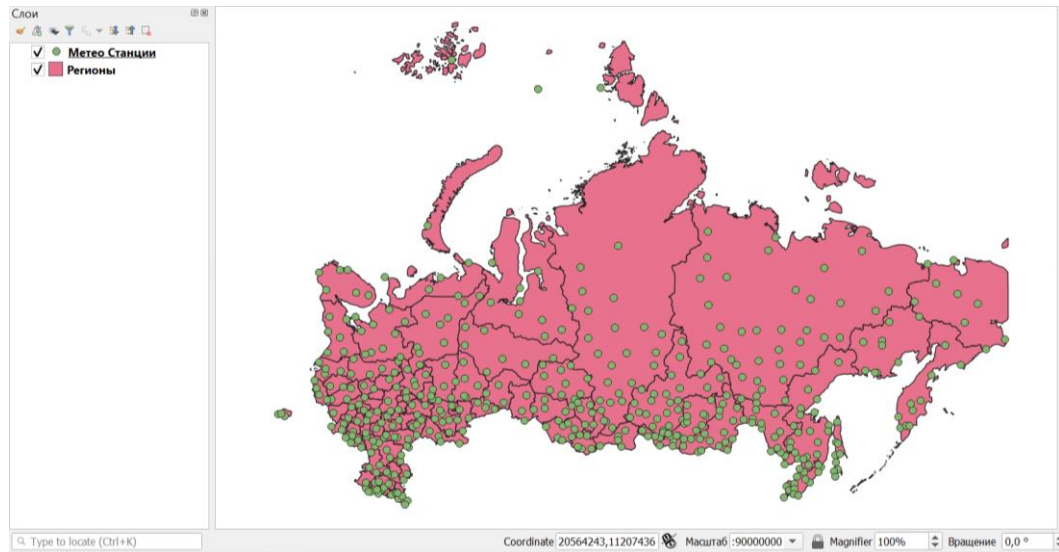 Слои
Метео Станции
Регионы
Type to locate (Ctrl+K)
Coordinate 20564243,11207436 Масштаб :90000000 Magnifier 100% Вращение 0,0 °